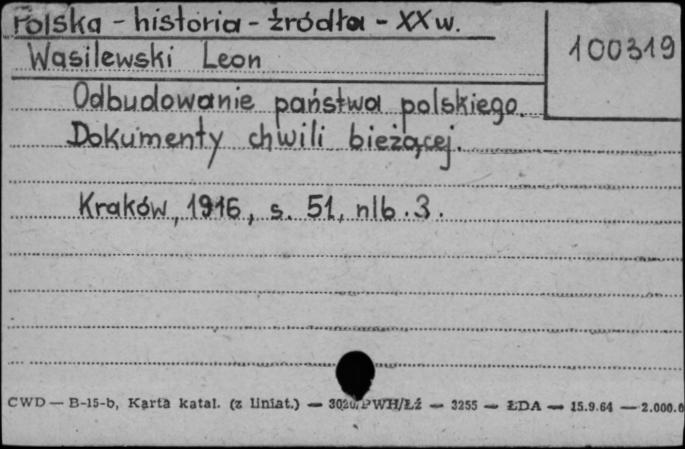 Polska - historia - źródła - XX w.
100319
Wasilewski Leon
Odbudowanie państwa polskiego.
Dokumenty chwili bieżącej.
Kraków, 1916, s. 51, nlb. 3.
CWD — B-15-b, Karta katal. (z liniat.) — 3020/PWH/Łź — 3255 — ŁDA — 15.9.64 — 2.000.0